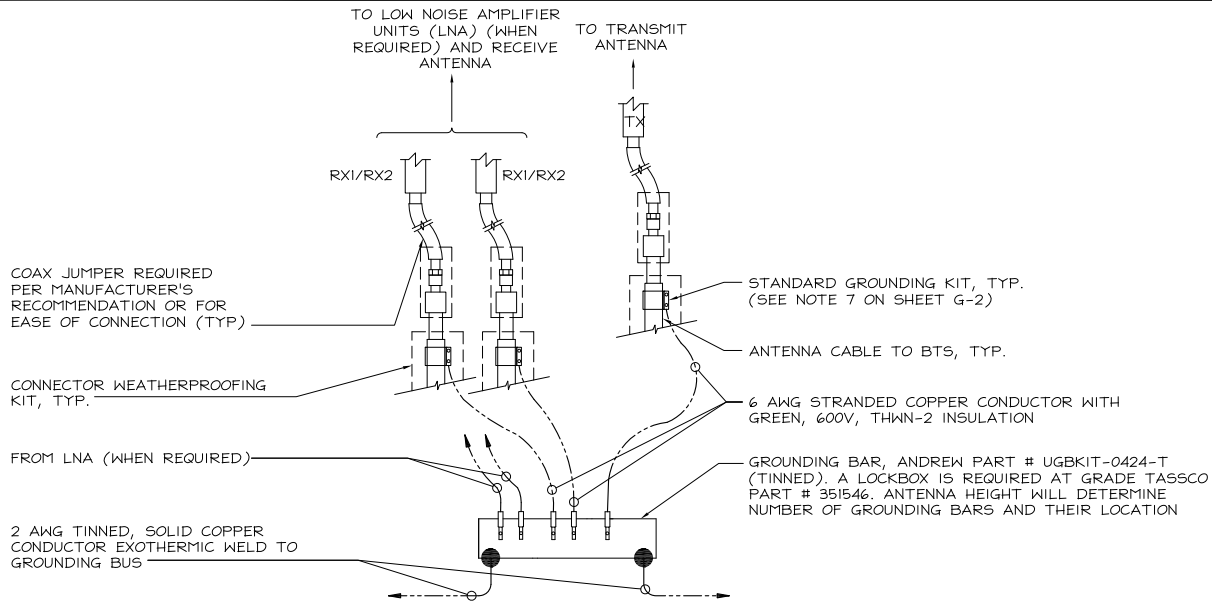 TO LOW NOISE AMPLIFIER
UNITS (LNA) (WHEN
REQUIRED) AND RECEIVE
ANTENNA
TO TRANSMIT
ANTENNA
TX
RX1/RX2
RX1/RX2
COAX JUMPER REQUIRED
PER MANUFACTURER'S
RECOMMENDATION OR FOR
EASE OF CONNECTION (TYP)
STANDARD GROUNDING KIT, TYP.
(SEE NOTE 7 ON SHEET G-2)
ANTENNA CABLE TO BTS, TYP.
CONNECTOR WEATHERPROOFING
KIT, TYP.
6 AWG STRANDED COPPER CONDUCTOR WITH
GREEN, 600V, THWN-2 INSULATION
FROM LNA (WHEN REQUIRED)
GROUNDING BAR, ANDREW PART # UGBKIT-0424-T
(TINNED). A LOCKBOX IS REQUIRED AT GRADE TASSCO
PART # 351546. ANTENNA HEIGHT WILL DETERMINE
NUMBER OF GROUNDING BARS AND THEIR LOCATION
2 AWG TINNED, SOLID COPPER
CONDUCTOR EXOTHERMIC WELD TO
GROUNDING BUS